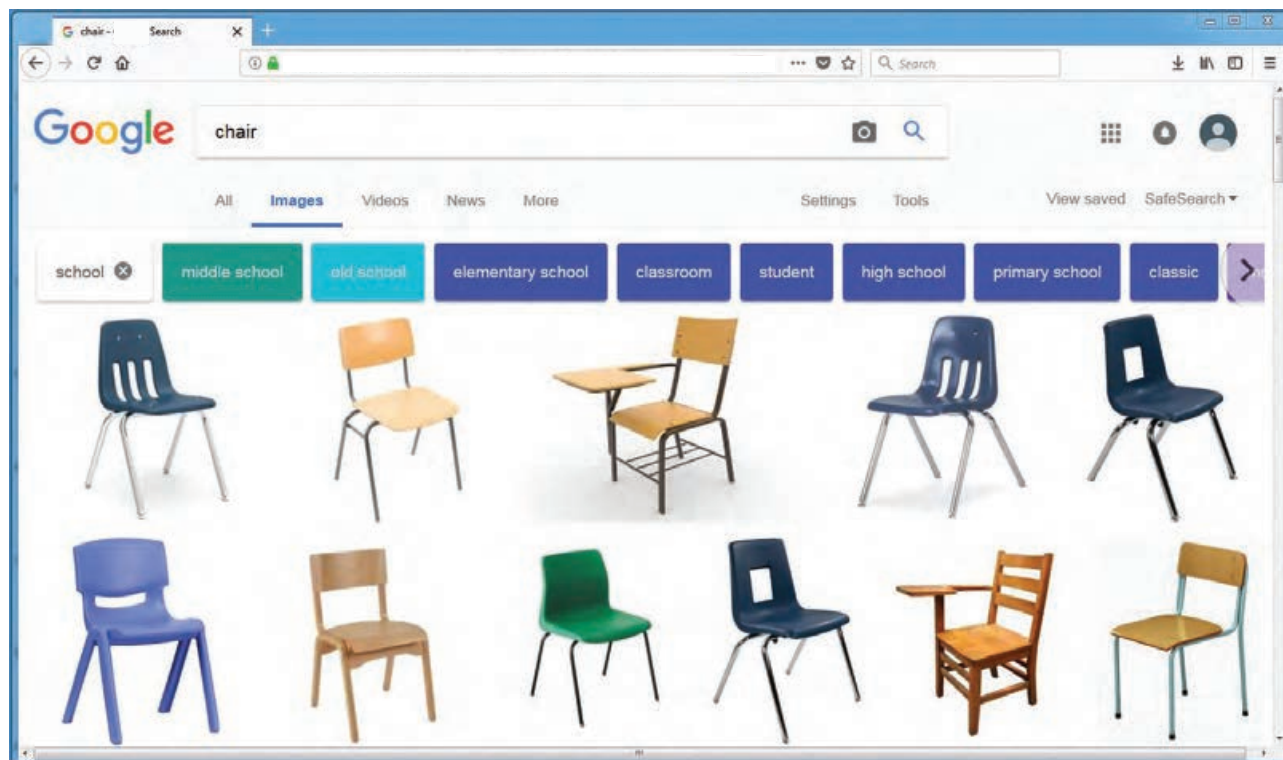 chair - Search
Search
Google chair
All Images Videos News More Settings Tools View saved SafeSearch
school middle school old school elementary school classroom student high school primary school classic